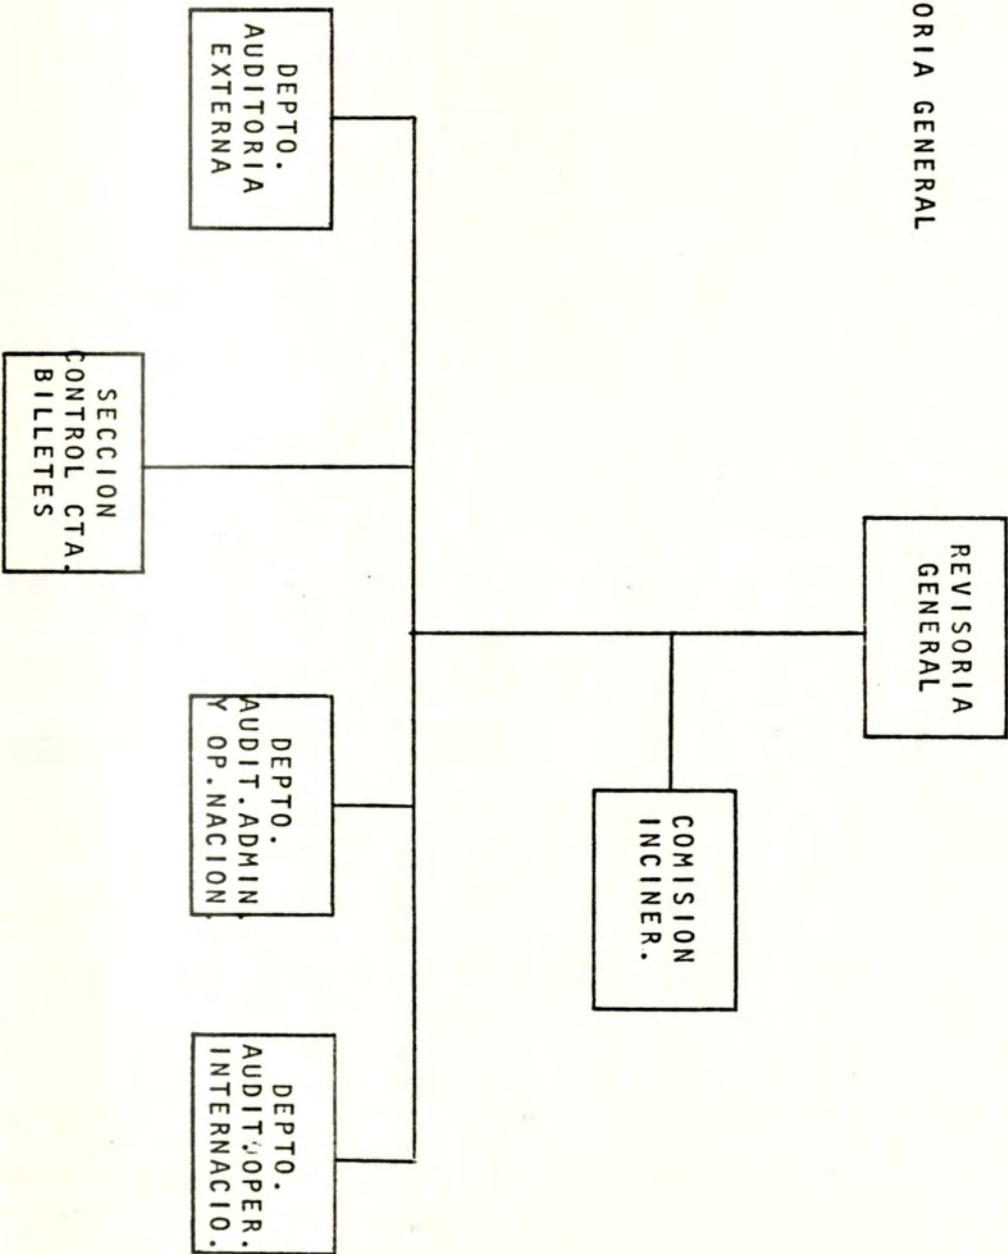 ORIA GENERAL
REVISORIA
GENERAL
COMISION
INCINER.
DEPTO.
AUDITORIA
EXTERNA
SECCION
CONTROL CTA.
BILLETES
DEPTO.
AUDIT.ADMIN.
Y OP.NACION.
DEPTO.
AUDIT.OPER.
INTERNACIO.